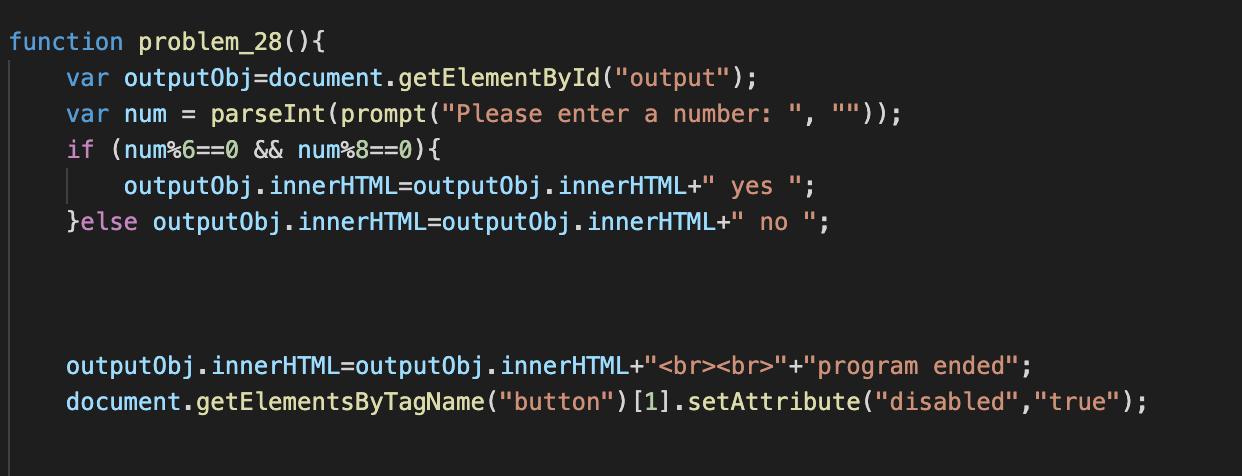 function problem_28(){
var outputObj=document.getElementById("output");
var num = parseInt(prompt("Please enter a number: ", ""));
if (num%6==0 && num%8==0){
outputObj.innerHTML=outputObj.innerHTML+" yes ";
}else outputObj.innerHTML=outputObj.innerHTML+" no ";
outputObj.innerHTML=outputObj.innerHTML+"<br><br>"+"program ended";
document.getElementsByTagName("button")[1].setAttribute("disabled","true");